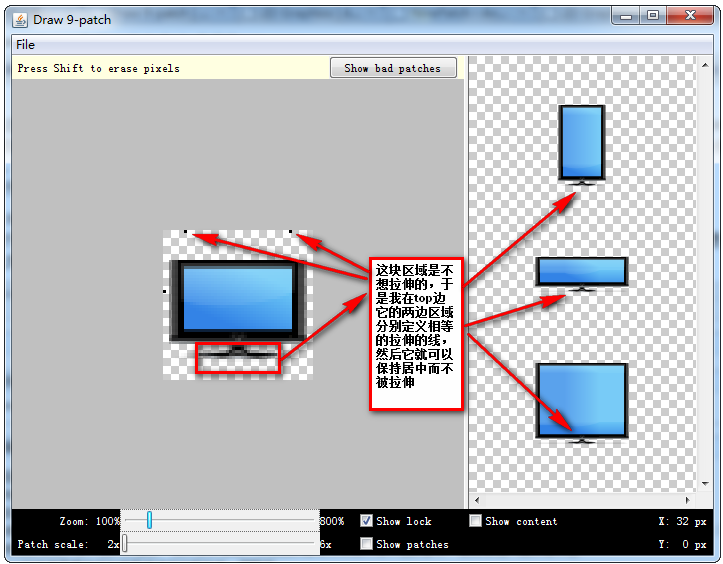 Draw 9-patch
File
Press Shift to erase pixels
Show bad patches
这块区域是不
想拉伸的，于
是我在top边
它的两边区域
分别定义相等
的拉伸的线，
然后它就可以
保持居中而不
被拉伸
Zoom: 100% 800% Show lock Show content X: 32 px
Patch scale: 2x 6x Show patches Y: 0 px